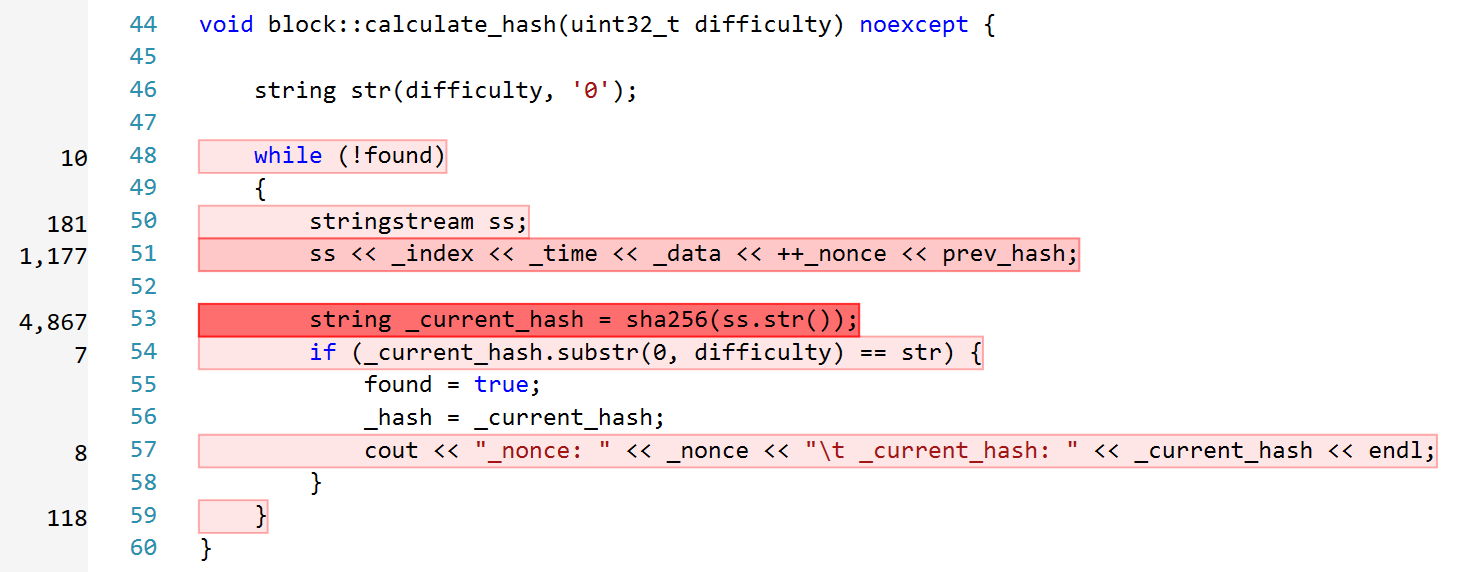 44 void block::calculate_hash(uint32_t difficulty) noexcept {
45
46 string str(difficulty, '0');
47
10 48 while (!found)
49 {
181 50 stringstream ss;
1,177 51 ss << _index << _time << _data << ++_nonce << prev_hash;
52
4,867 53 string _current_hash = sha256(ss.str());
7 54 if (_current_hash.substr(0, difficulty) == str) {
55 found = true;
56 _hash = _current_hash;
8 57 cout << "_nonce: " << _nonce << "\t _current_hash: " << _current_hash << endl;
58 }
118 59 }
60 }